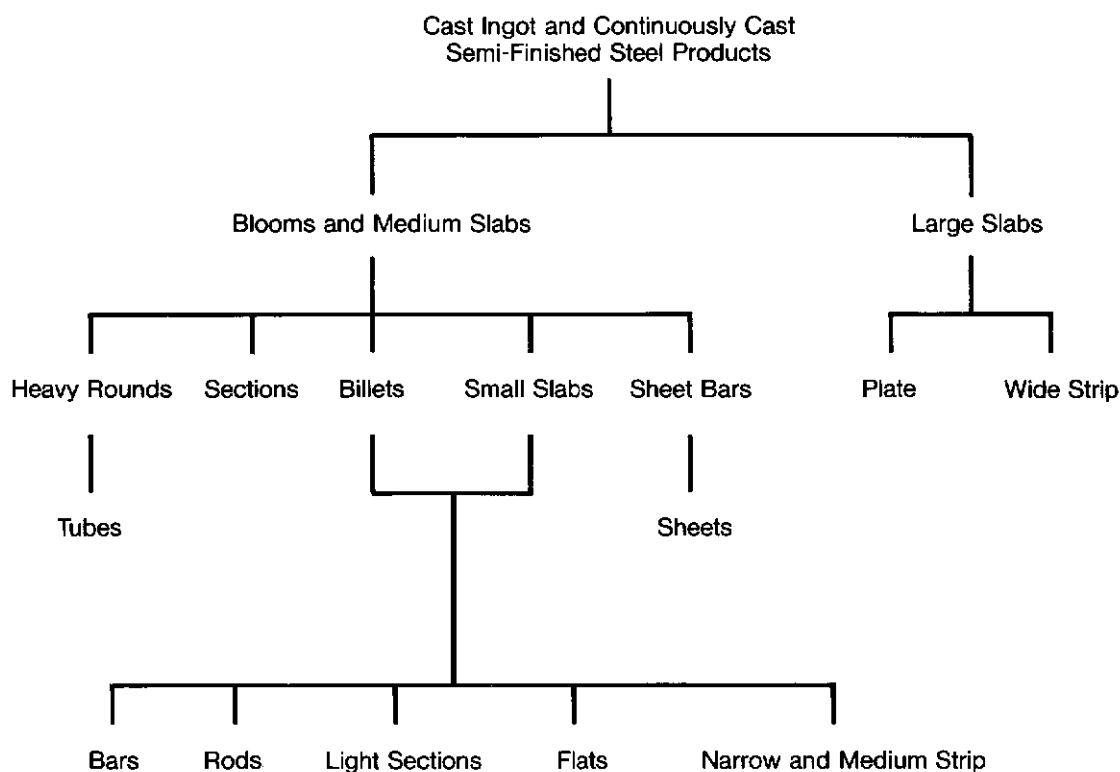 Cast Ingot and Continuously Cast
Semi-Finished Steel Products
Blooms and Medium Slabs
Large Slabs
Heavy Rounds
Sections
Billets
Small Slabs
Sheet Bars
Plate
Wide Strip
Tubes
Sheets
Bars
Rods
Light Sections
Flats
Narrow and Medium Strip